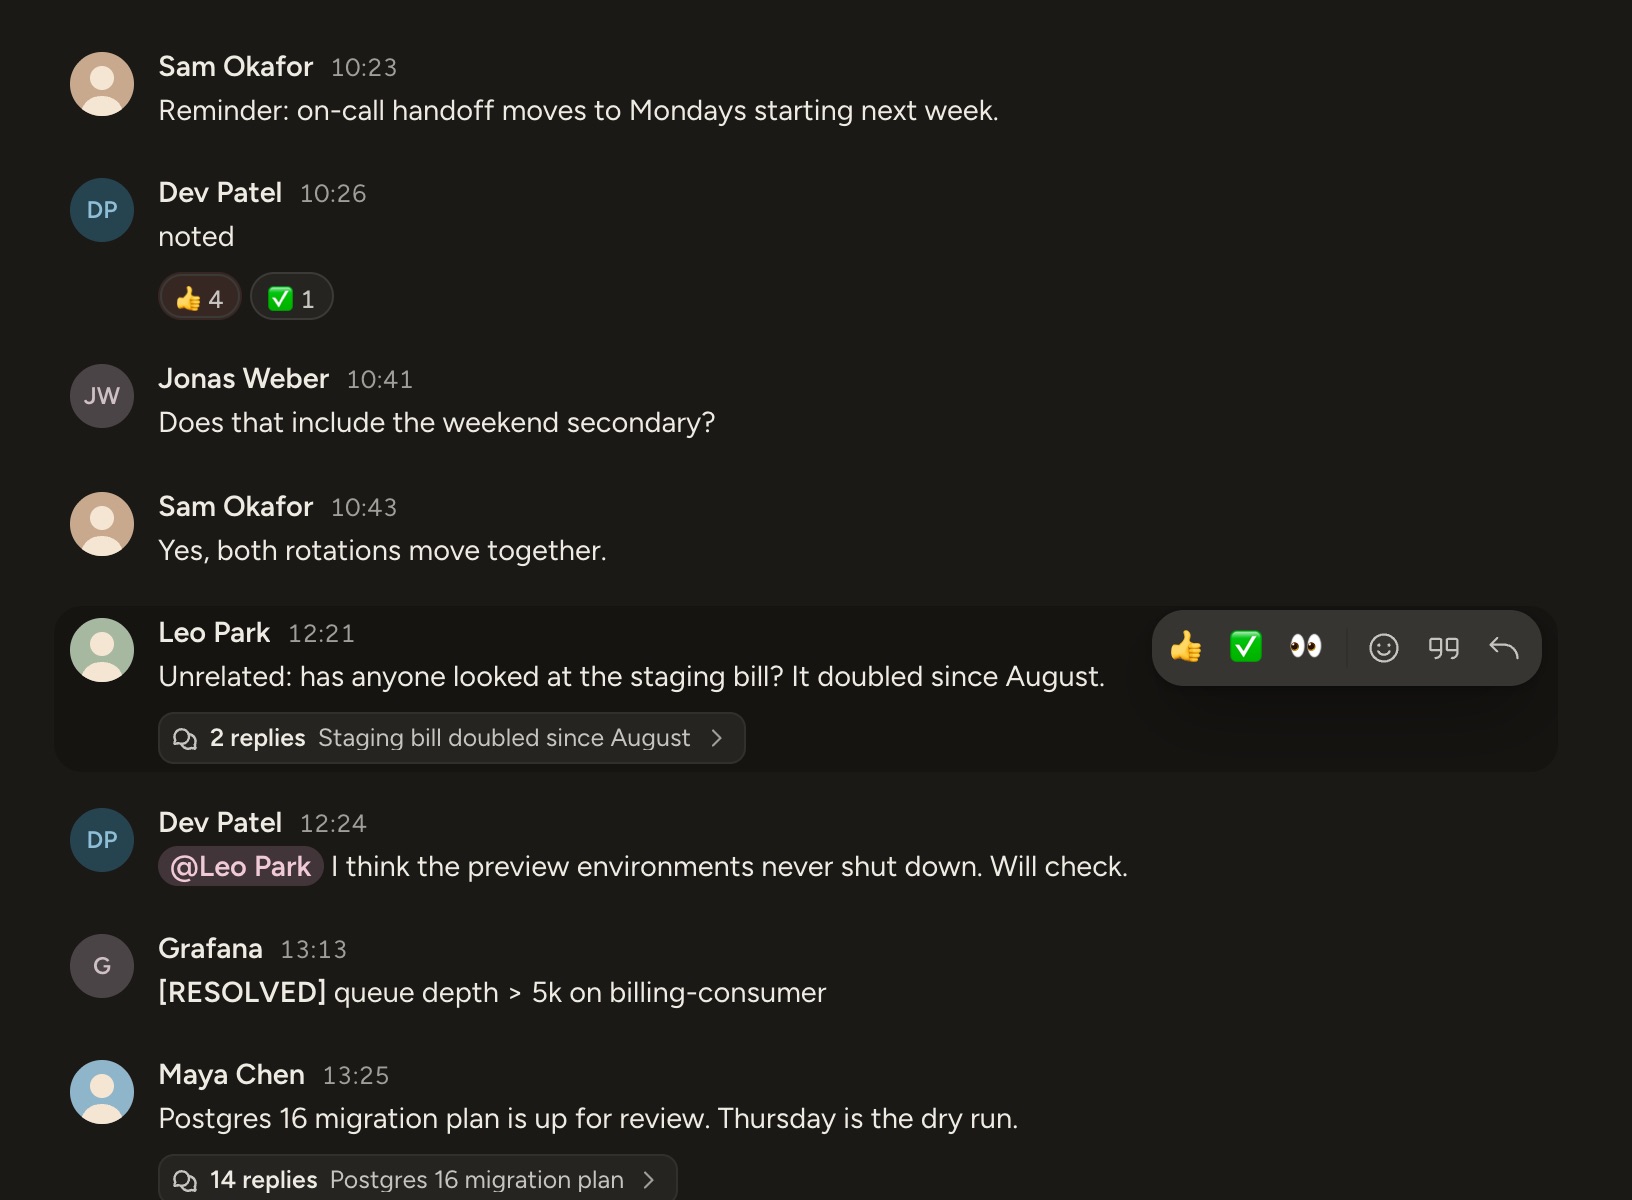 Sam Okafor 10:23
Reminder: on-call handoff moves to Mondays starting next week.
DP
Dev Patel 10:26
noted
👍 4 ✅ 1
JW
Jonas Weber 10:41
Does that include the weekend secondary?
Sam Okafor 10:43
Yes, both rotations move together.
Leo Park 12:21
Unrelated: has anyone looked at the staging bill? It doubled since August.
2 replies Staging bill doubled since August
DP
Dev Patel 12:24
@Leo Park I think the preview environments never shut down. Will check.
G
Grafana 13:13
[RESOLVED] queue depth > 5k on billing-consumer
Maya Chen 13:25
Postgres 16 migration plan is up for review. Thursday is the dry run.
14 replies Postgres 16 migration plan